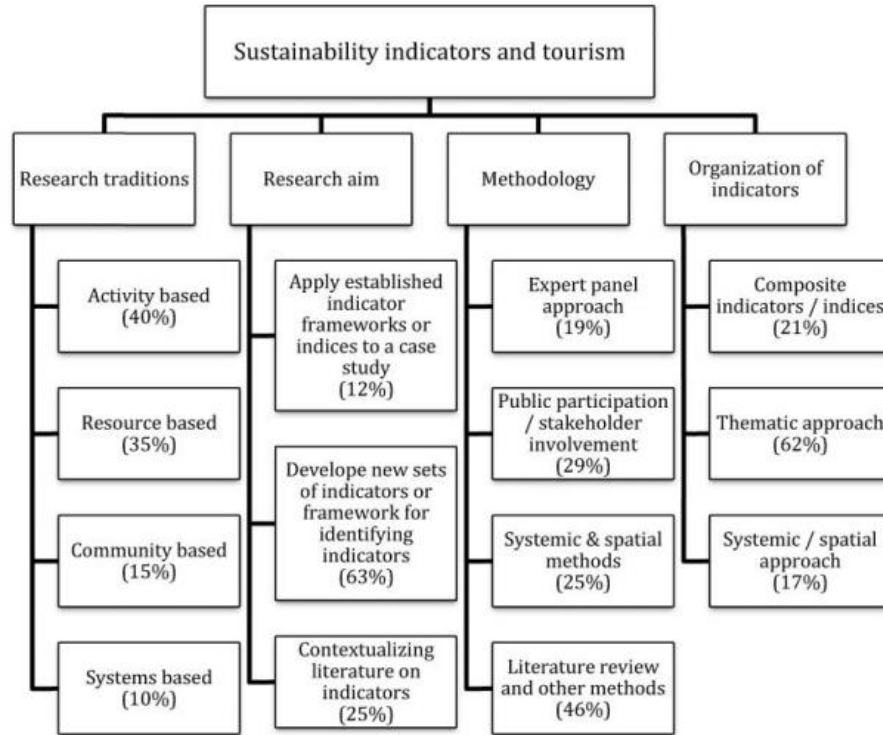 Sustainability indicators and tourism
Research traditions
Activity based
(40%)
Resource based
(35%)
Community based
(15%)
Systems based
(10%)
Research aim
Apply established
indicator
frameworks or
indices to a case
study
(12%)
Develope new sets
of indicators or
framework for
identifying
indicators
(63%)
Contextualizing
literature on
indicators
(25%)
Methodology
Expert panel
approach
(19%)
Public participation
/ stakeholder
involvement
(29%)
Systemic & spatial
methods
(25%)
Literature review
and other methods
(46%)
Organization of
indicators
Composite
indicators / indices
(21%)
Thematic approach
(62%)
Systemic / spatial
approach
(17%)